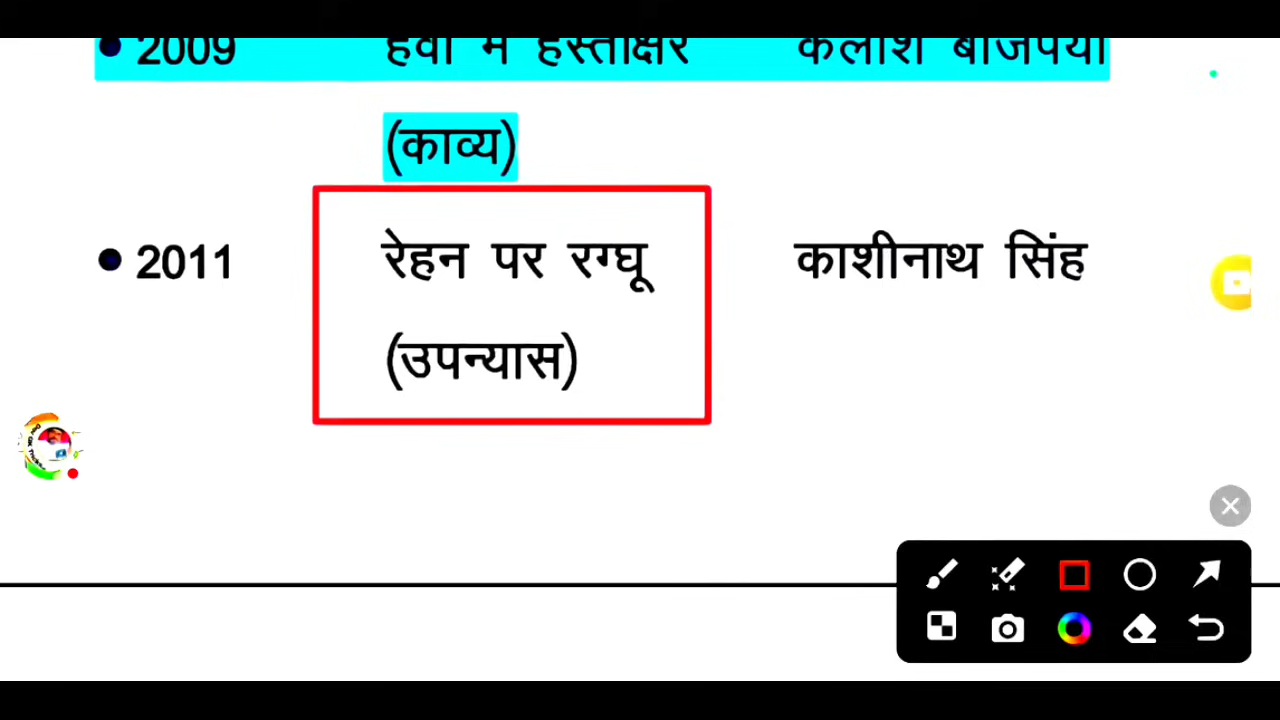 • 2009 हवा में हस्ताक्षर कैलाश बाजपेयी
(काव्य)
• 2011 रेहन पर रग्घू काशीनाथ सिंह
(उपन्यास)